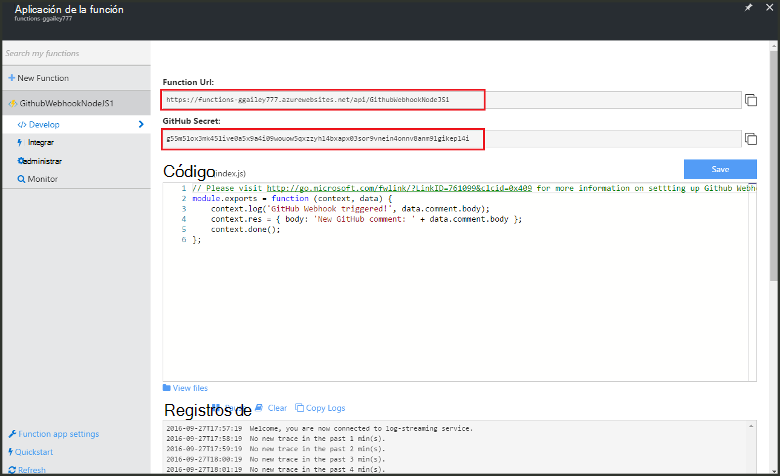 Aplicación de la función
functions-ggailey777
Search my functions
New Function
GithubWebhookNodeJS1
Develop
Integrar
administrar
Monitor
Function app settings
Quickstart
Refresh
Function Url:
https://functions-ggailey777.azurewebsites.net/api/GithubWebhookNodeJS1
GitHub Secret:
Código index.js)
Save
1 // Please visit http://go.microsoft.com/fwlink/?LinkID=761099&clcid=0x409 for more information on settting up Github Webh
2 module.exports = function (context, data) {
3 context.log('GitHub Webhook triggered!', data.comment.body);
4 context.res = { body: 'New GitHub comment: ' + data.comment.body };
5 context.done();
6 };
View files
Registros de
Clear
Copy Logs
2016-09-27T17:57:19 Welcome, you are now connected to log-streaming service.
2016-09-27T17:58:19 No new trace in the past 1 min(s).
2016-09-27T17:59:19 No new trace in the past 2 min(s).
2016-09-27T18:00:19 No new trace in the past 3 min(s).
2016-09-27T18:01:19 No new trace in the past 4 min(s).